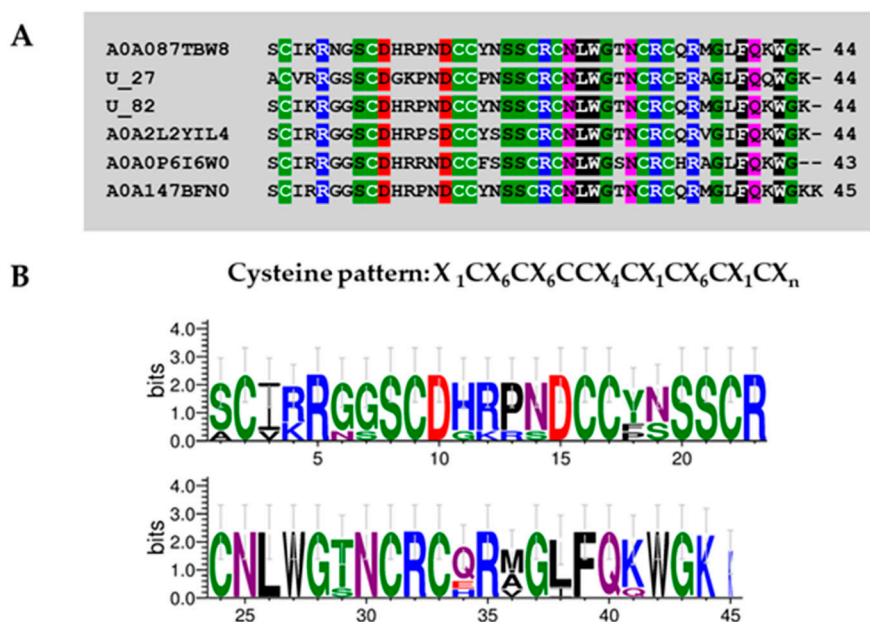 A
A0A087TBW8 SCIKRNGSCDHRPNDCCYNSSCRCNLWGTNCRCQRMGLFQKWGK- 44
U_27 ACVRRGSSCDGKPNDCCPNSSCRCNLWGTNCRCERAGLFQQWGK- 44
U_82 SCIKRGGSCDHRPNDCCYNSSCRCNLWGTNCRCQRMGLFQKWGK- 44
A0A2L2YIL4 SCIRRGGSCDHRPSDCCYSSSCRCNLWGTNCRCQRVGIFQKWGK- 44
A0A0P6I6W0 SCIRRGGSCDHRRNDCCFSSSCRCNLWGSNCRCHRAGLFQKWG-- 43
A0A147BFN0 SCIRRGGSCDHRPNDCCYNSSCRCNLWGTNCRCQRMGLFQKWGKK 45
B
Cysteine pattern: X₁CX₆CX₆CCX₄CX₁CX₆CX₁CXₙ
4.0
3.0
bits
2.0
1.0
0.0
SCIRRGGSCDHRPNDCCYNSSCR
A V K N S G K R S F P S
5 10 15 20
4.0
3.0
bits
2.0
1.0
0.0
CNLWGTNCRCQRMGLFQKWGKK
S E H A V I Q
25 30 35 40 45